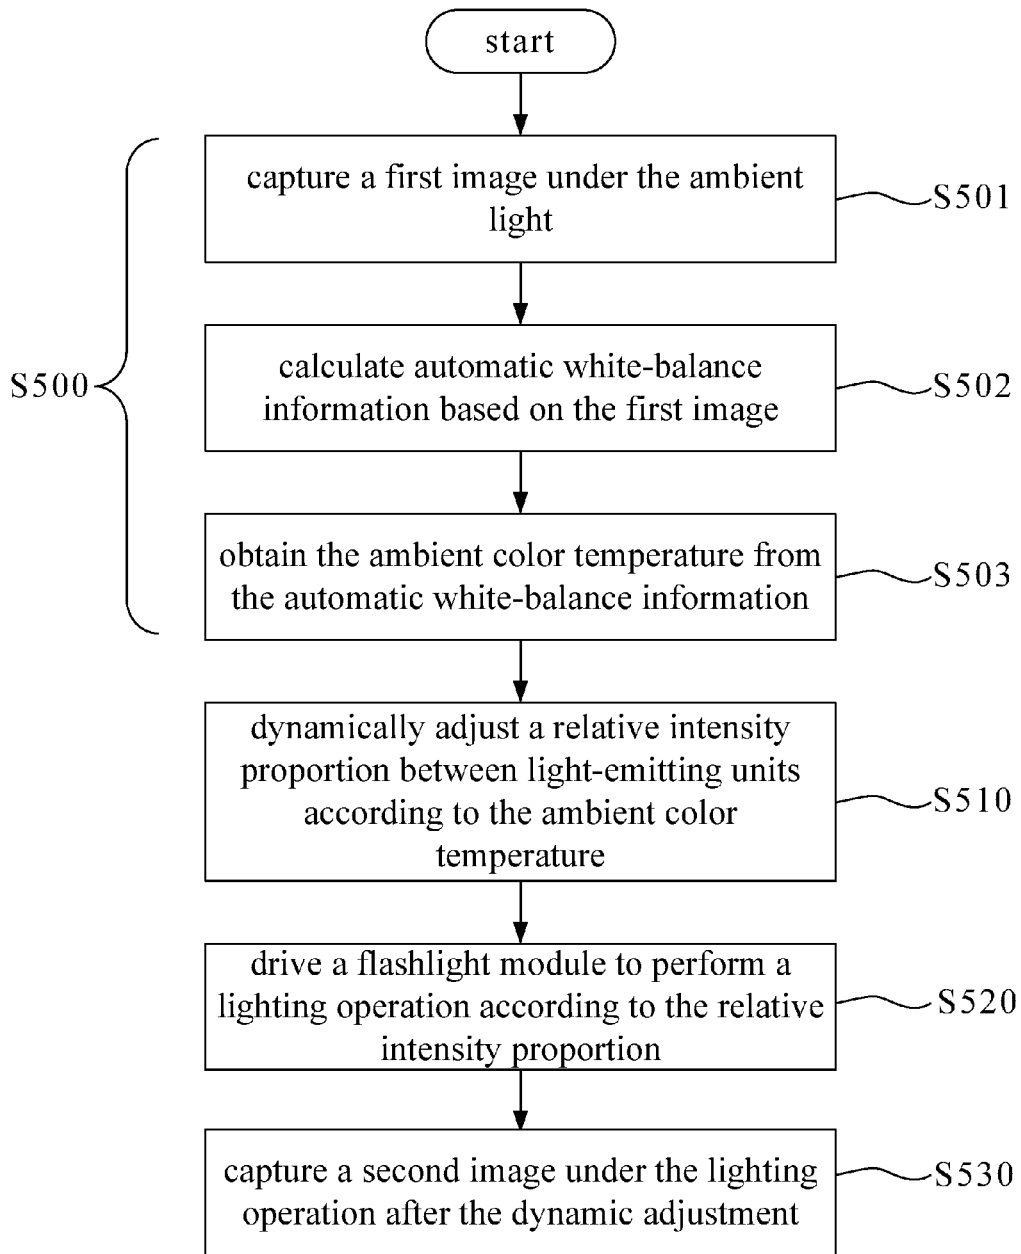 start
capture a first image under the ambient
light
S501
calculate automatic white-balance
information based on the first image
S502
S500
obtain the ambient color temperature from
the automatic white-balance information
S503
dynamically adjust a relative intensity
proportion between light-emitting units
according to the ambient color
temperature
S510
drive a flashlight module to perform a
lighting operation according to the relative
intensity proportion
S520
capture a second image under the lighting
operation after the dynamic adjustment
S530